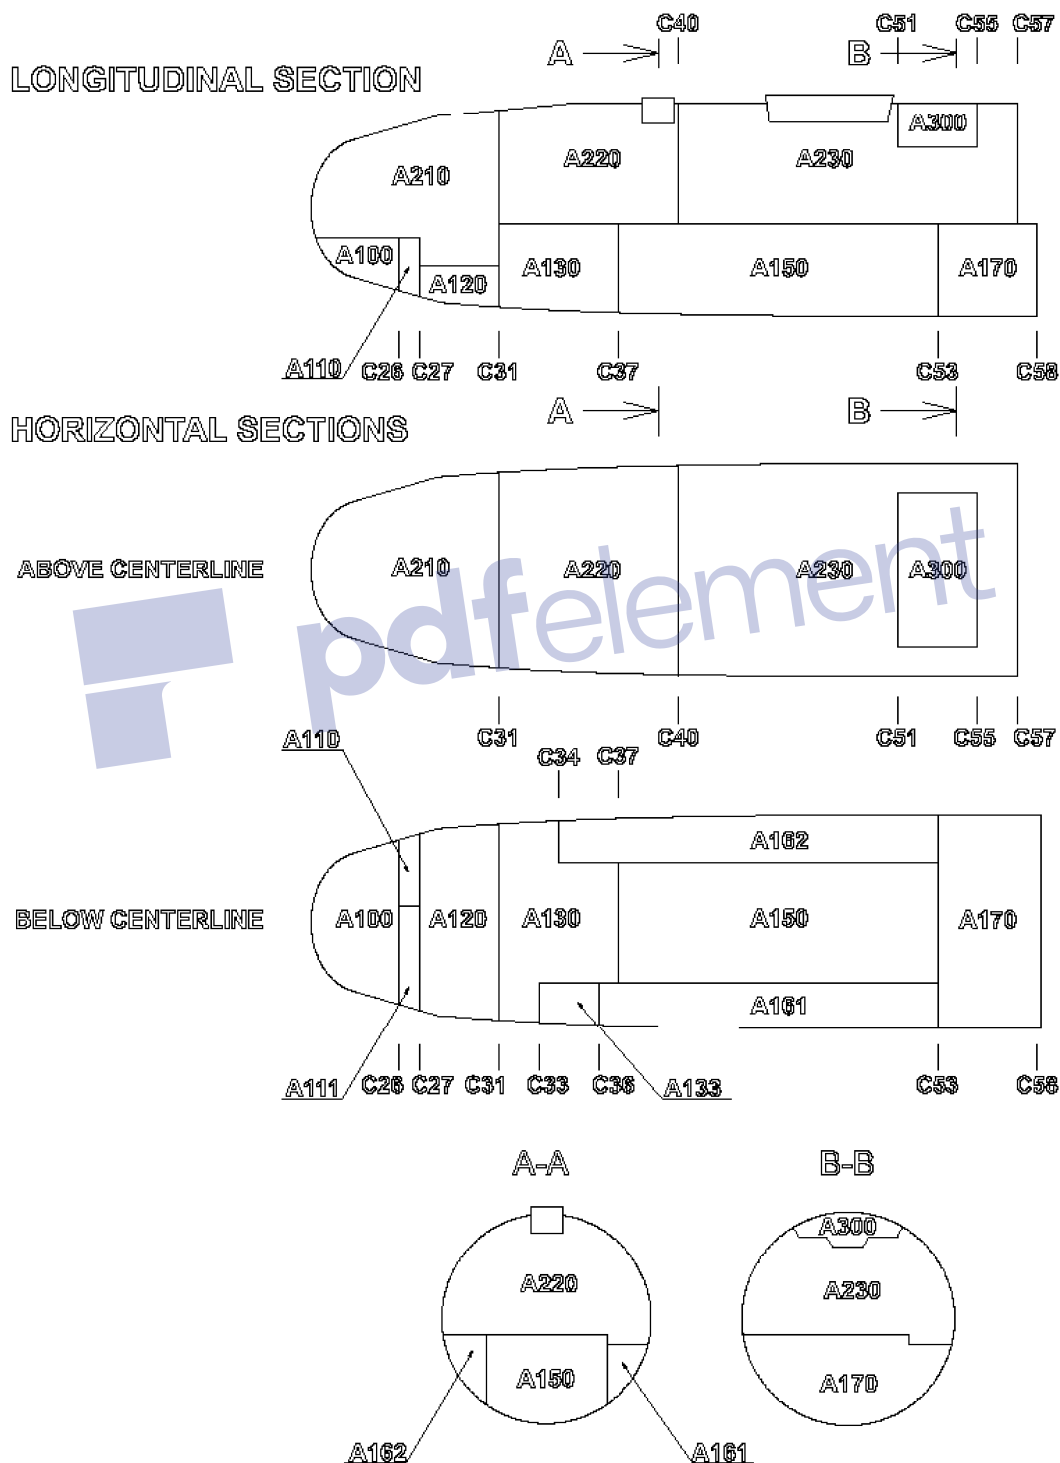 C40 C51 C55 C57
A B
LONGITUDINAL SECTION
A300
A210 A220 A230
A100 A120 A130 A150 A170
A110 C26 C27 C31 C37 C53 C58
A B
HORIZONTAL SECTIONS
ABOVE CENTERLINE A210 A220 A230 A300
pdfelement
A110 C31 C40 C51 C55 C57
C34 C37
A162
BELOW CENTERLINE A100 A120 A130 A150 A170
A161
A111 C26 C27 C31 C33 C36 A133 C53 C58
A-A B-B
A300
A220 A230
A150 A170
A162 A161